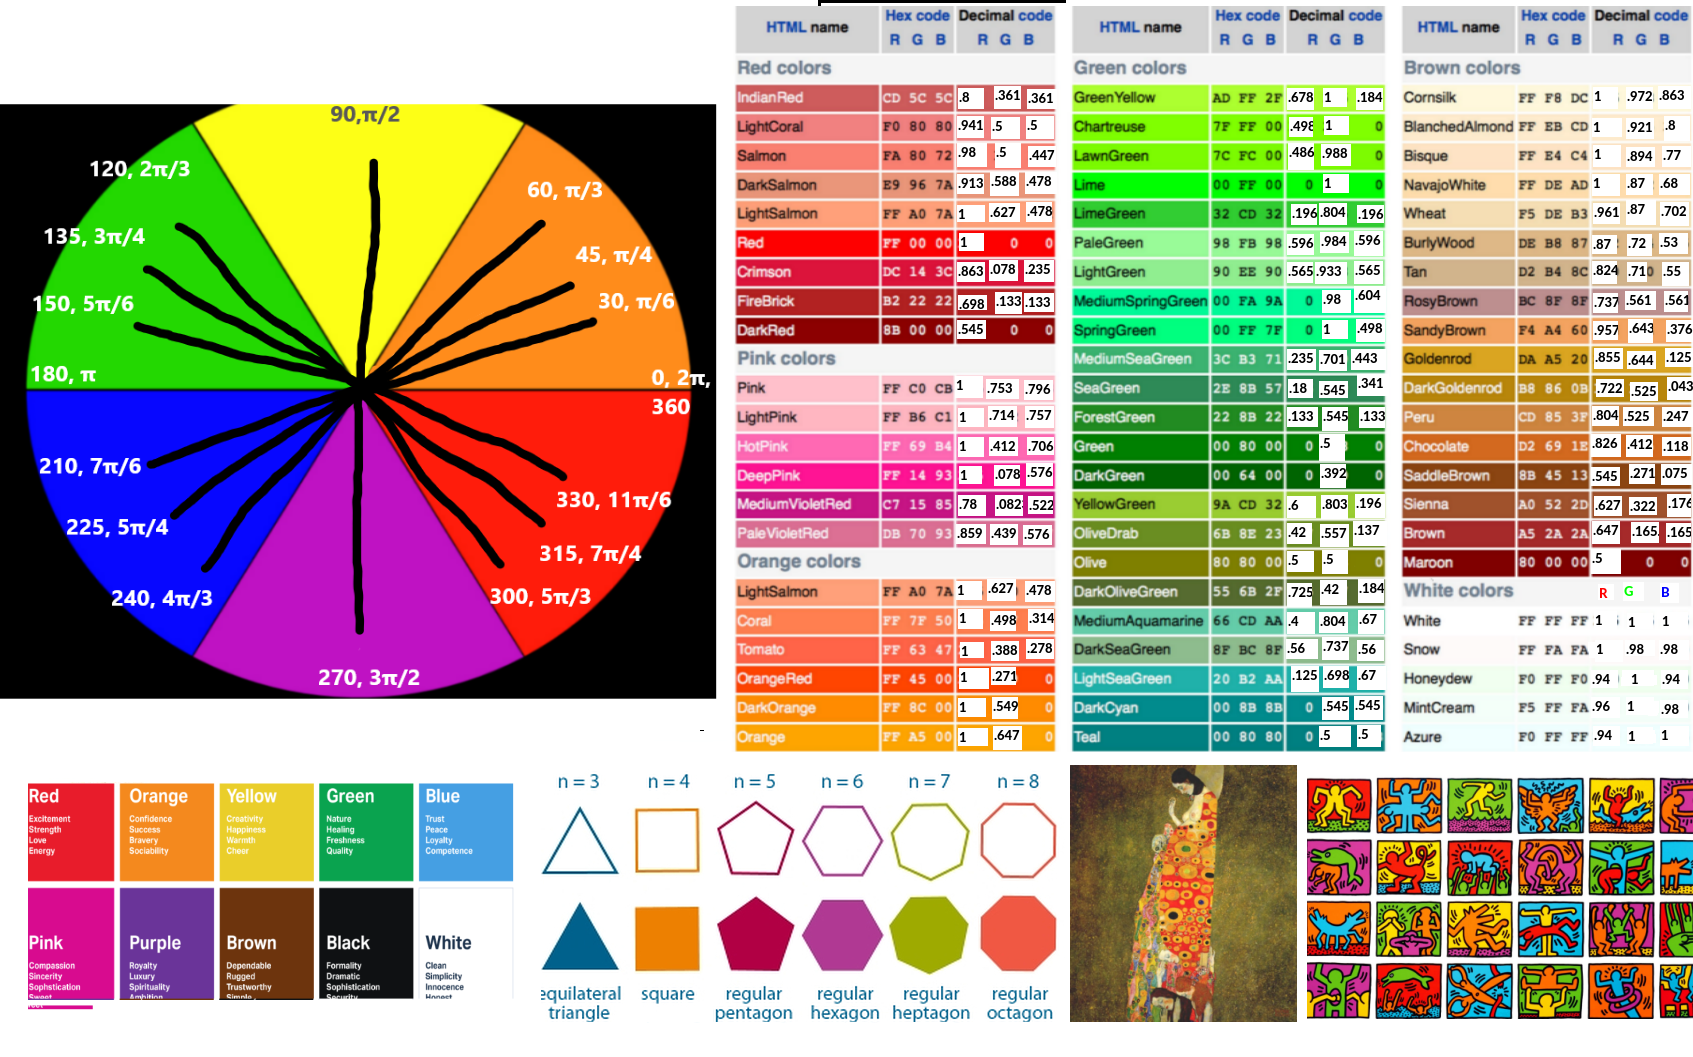 90,π/2
120, 2π/3
60, π/3
135, 3π/4
45, π/4
150, 5π/6
30, π/6
180, π
0, 2π,
360
210, 7π/6
330, 11π/6
225, 5π/4
315, 7π/4
240, 4π/3
300, 5π/3
270, 3π/2
HTML name Hex code Decimal code
R G B R G B
Red colors
IndianRed CD 5C 5C .8 .361 .361
LightCoral F0 80 80 .941 .5 .5
Salmon FA 80 72 .98 .5 .447
DarkSalmon E9 96 7A .913 .588 .478
LightSalmon FF A0 7A 1 .627 .478
Red FF 00 00 1 0 0
Crimson DC 14 3C .863 .078 .235
FireBrick B2 22 22 .698 .133 .133
DarkRed 8B 00 00 .545 0 0
Pink colors
Pink FF C0 CB 1 .753 .796
LightPink FF B6 C1 1 .714 .757
HotPink FF 69 B4 1 .412 .706
DeepPink FF 14 93 1 .078 .576
MediumVioletRed C7 15 85 .78 .082 .522
PaleVioletRed DB 70 93 .859 .439 .576
Orange colors
LightSalmon FF A0 7A 1 .627 .478
Coral FF 7F 50 1 .498 .314
Tomato FF 63 47 1 .388 .278
OrangeRed FF 45 00 1 .271 0
DarkOrange FF 8C 00 1 .549 0
Orange FF A5 00 1 .647 0
HTML name Hex code Decimal code
R G B R G B
Green colors
GreenYellow AD FF 2F .678 1 .184
Chartreuse 7F FF 00 .498 1 0
LawnGreen 7C FC 00 .486 .988 0
Lime 00 FF 00 0 1 0
LimeGreen 32 CD 32 .196 .804 .196
PaleGreen 98 FB 98 .596 .984 .596
LightGreen 90 EE 90 .565 .933 .565
MediumSpringGreen 00 FA 9A 0 .98 .604
SpringGreen 00 FF 7F 0 1 .498
MediumSeaGreen 3C B3 71 .235 .701 .443
SeaGreen 2E 8B 57 .18 .545 .341
ForestGreen 22 8B 22 .133 .545 .133
Green 00 80 00 0 .5 0
DarkGreen 00 64 00 0 .392 0
YellowGreen 9A CD 32 .6 .803 .196
OliveDrab 6B 8E 23 .42 .557 .137
Olive 80 80 00 .5 .5 0
DarkOliveGreen 55 6B 2F .725 .42 .184
MediumAquamarine 66 CD AA .4 .804 .67
DarkSeaGreen 8F BC 8F .56 .737 .56
LightSeaGreen 20 B2 AA .125 .698 .67
DarkCyan 00 8B 8B 0 .545 .545
Teal 00 80 80 0 .5 .5
HTML name Hex code Decimal code
R G B R G B
Brown colors
Cornsilk FF F8 DC 1 .972 .863
BlanchedAlmond FF EB CD 1 .921 .8
Bisque FF E4 C4 1 .894 .77
NavajoWhite FF DE AD 1 .87 .68
Wheat F5 DE B3 .961 .87 .702
BurlyWood DE B8 87 .87 .72 .53
Tan D2 B4 8C .824 .710 .55
RosyBrown BC 8F 8F .737 .561 .561
SandyBrown F4 A4 60 .957 .643 .376
Goldenrod DA A5 20 .855 .644 .125
DarkGoldenrod B8 86 0B .722 .525 .043
Peru CD 85 3F .804 .525 .247
Chocolate D2 69 1E .826 .412 .118
SaddleBrown 8B 45 13 .545 .271 .075
Sienna A0 52 2D .627 .322 .176
Brown A5 2A 2A .647 .165 .165
Maroon 80 00 00 .5 0 0
White colors R G B
White FF FF FF 1 1 1
Snow FF FA FA 1 .98 .98
Honeydew F0 FF F0 .94 1 .94
MintCream F5 FF FA .96 1 .98
Azure F0 FF FF .94 1 1
Red
Excitement
Strength
Love
Energy
Orange
Confidence
Success
Bravery
Sociability
Yellow
Creativity
Happiness
Warmth
Cheer
Green
Nature
Healing
Freshness
Quality
Blue
Trust
Peace
Loyalty
Competence
Pink
Compassion
Sincerity
Sophistication
Sweet
Purple
Royalty
Luxury
Spirituality
Ambition
Brown
Dependable
Rugged
Trustworthy
Simple
Black
Formality
Dramatic
Sophistication
Security
White
Clean
Simplicity
Innocence
Honest
n = 3 n = 4 n = 5 n = 6 n = 7 n = 8
equilateral triangle
square
regular pentagon
regular hexagon
regular heptagon
regular octagon